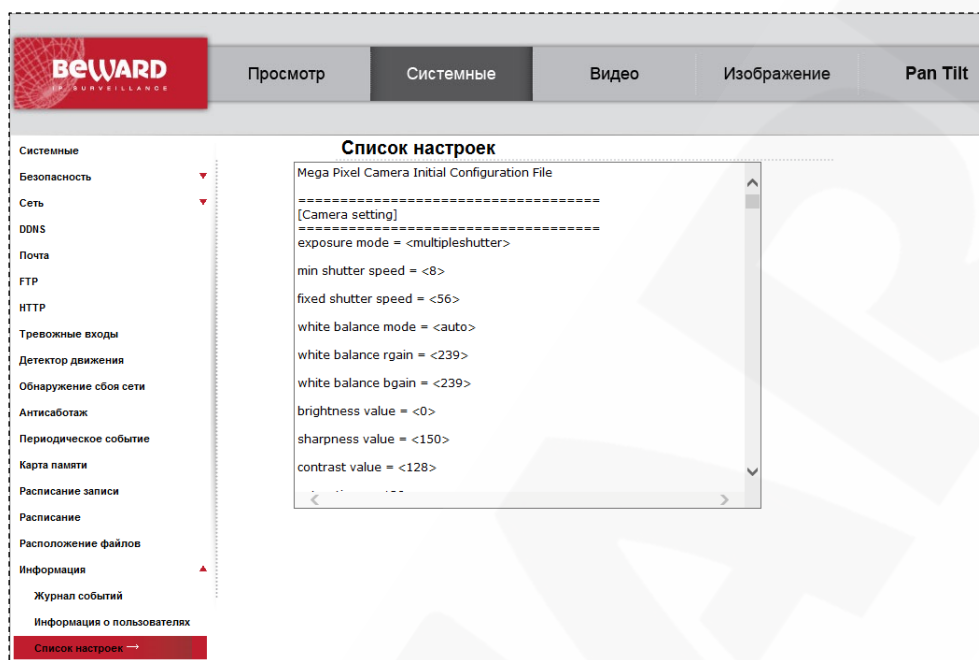 BEWARD
IP SURVEILLANCE
Просмотр
Системные
Видео
Изображение
Pan Tilt
Системные
Безопасность
Сеть
DDNS
Почта
FTP
HTTP
Тревожные входы
Детектор движения
Обнаружение сбоя сети
Антисаботаж
Периодическое событие
Карта памяти
Расписание записи
Расписание
Расположение файлов
Информация
Журнал событий
Информация о пользователях
Список настроек →
Список настроек
Mega Pixel Camera Initial Configuration File
====================================
[Camera setting]
====================================
exposure mode = <multipleshutter>
min shutter speed = <8>
fixed shutter speed = <56>
white balance mode = <auto>
white balance rgain = <239>
white balance bgain = <239>
brightness value = <0>
sharpness value = <150>
contrast value = <128>